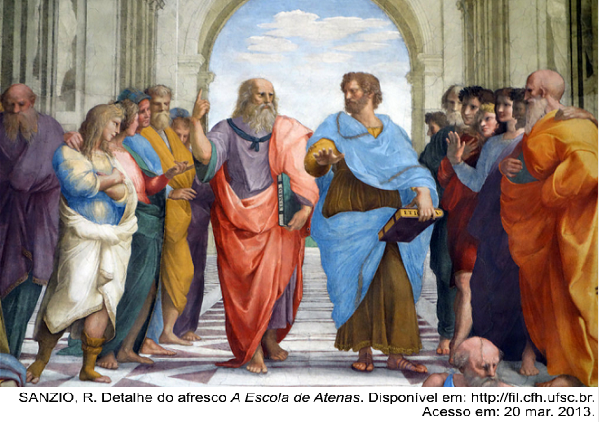 SANZIO, R. Detalhe do afresco A Escola de Atenas. Disponível em: http://fil.cfh.ufsc.br.
Acesso em: 20 mar. 2013.